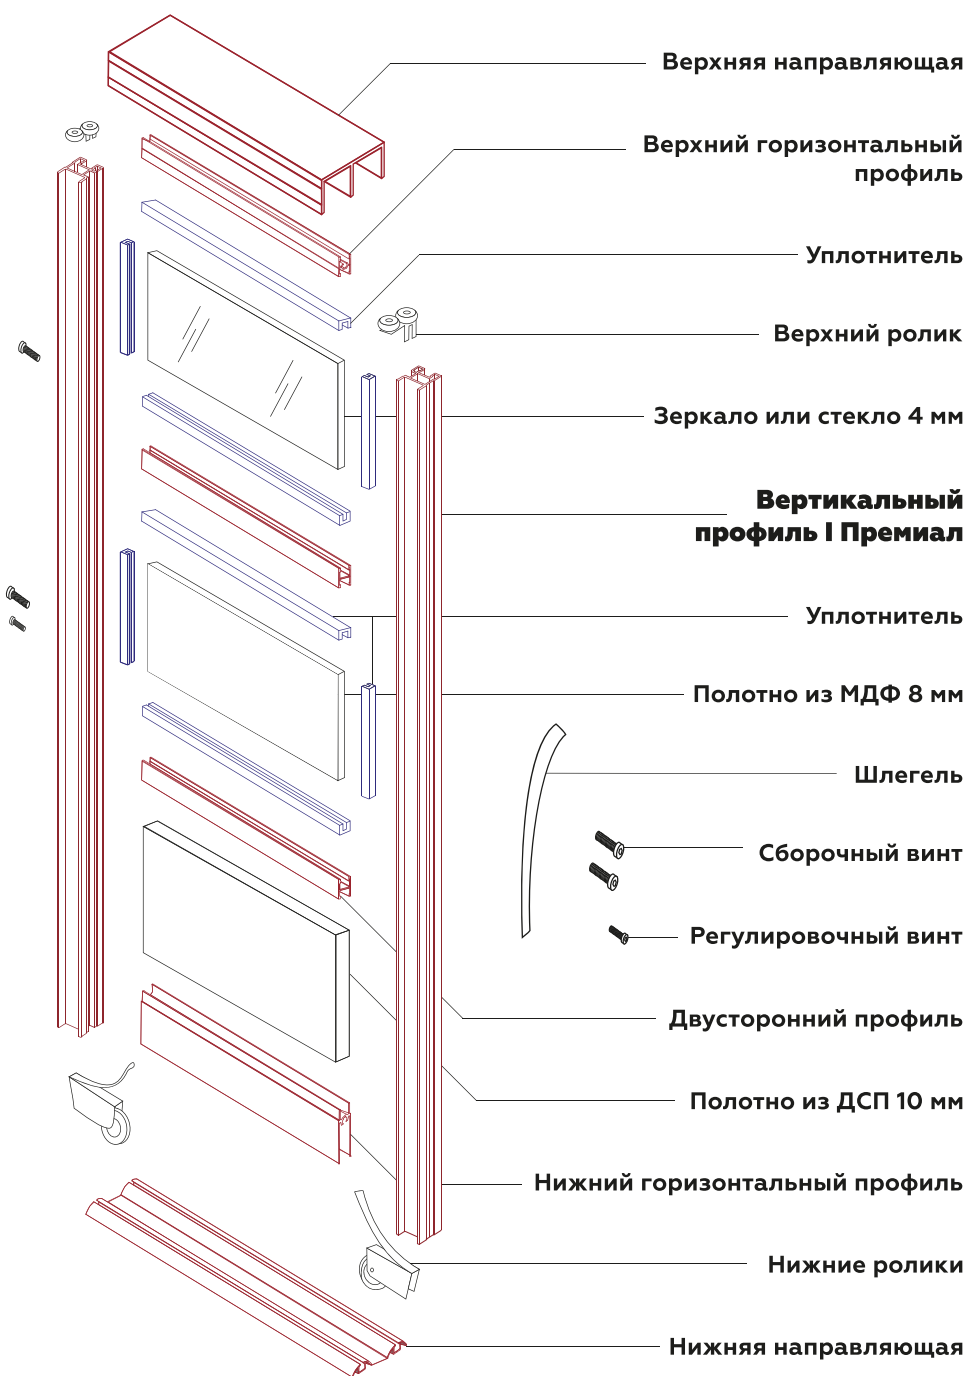 Верхняя направляющая
Верхний горизонтальный
профиль
Уплотнитель
Верхний ролик
Зеркало или стекло 4 мм
Вертикальный
профиль I Премиал
Уплотнитель
Полотно из МДФ 8 мм
Шлегель
Сборочный винт
Регулировочный винт
Двусторонний профиль
Полотно из ДСП 10 мм
Нижний горизонтальный профиль
Нижние ролики
Нижняя направляющая